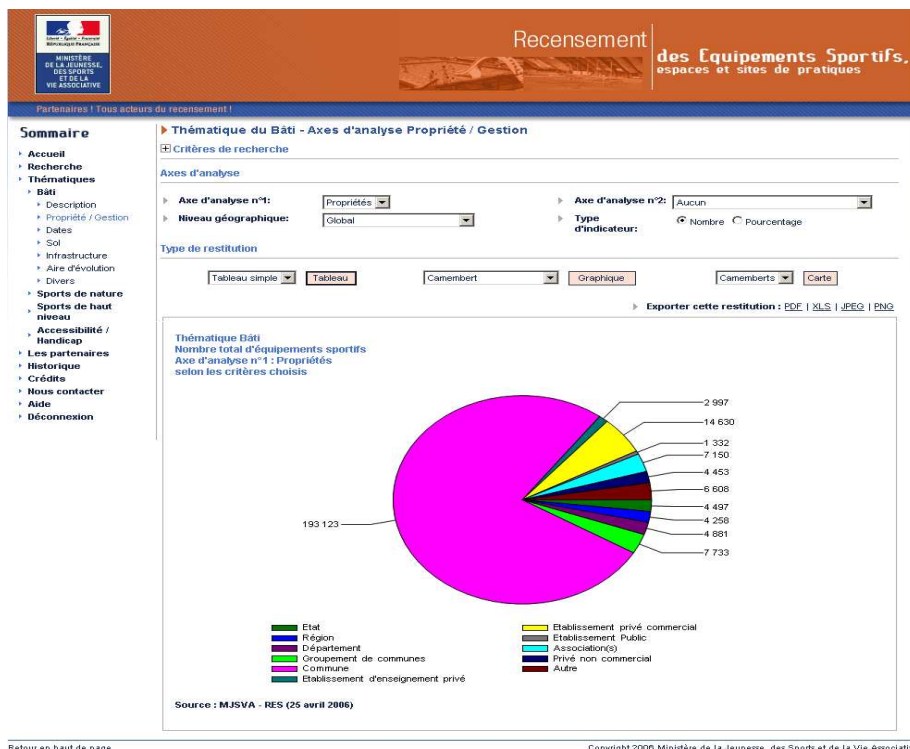 Liberté • Égalité • Fraternité
RÉPUBLIQUE FRANÇAISE
MINISTÈRE
DE LA JEUNESSE,
DES SPORTS
ET DE LA
VIE ASSOCIATIVE
Recensement
des Equipements Sportifs,
espaces et sites de pratiques
Partenaires ! Tous acteurs du recensement !
Sommaire
Accueil
Recherche
Thématiques
Bâti
Description
Propriété / Gestion
Dates
Sol
Infrastructure
Aire d'évolution
Divers
Sports de nature
Sports de haut
niveau
Accessibilité /
Handicap
Les partenaires
Historique
Crédits
Nous contacter
Aide
Déconnexion
Thématique du Bâti - Axes d'analyse Propriété / Gestion
Critères de recherche
Axes d'analyse
Axe d'analyse n°1: Propriétés
Axe d'analyse n°2: Aucun
Niveau géographique: Global
Type
d'indicateur: Nombre Pourcentage
Type de restitution
Tableau simple Tableau Camembert Graphique Camemberts Carte
Exporter cette restitution : PDF | XLS | JPEG | PNG
Thématique Bâti
Nombre total d'équipements sportifs
Axe d'analyse n°1 : Propriétés
selon les critères choisis
2 997
14 630
1 332
7 150
4 453
6 608
4 497
4 258
4 881
7 733
193 123
Etat
Région
Département
Groupement de communes
Commune
Etablissement d'enseignement privé
Etablissement privé commercial
Etablissement Public
Association(s)
Privé non commercial
Autre
Source : MJSVA - RES (25 avril 2006)
Retour en haut de page
Copyright 2006 Ministère de la Jeunesse, des Sports et de la Vie Associati